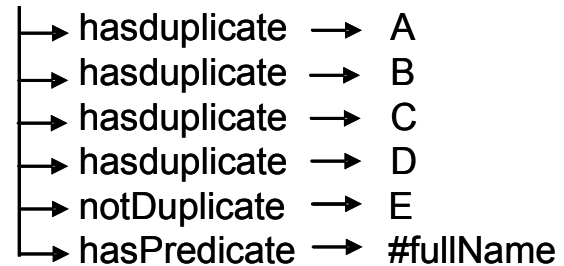 hasduplicate → A
hasduplicate → B
hasduplicate → C
hasduplicate → D
notDuplicate → E
hasPredicate → #fullName